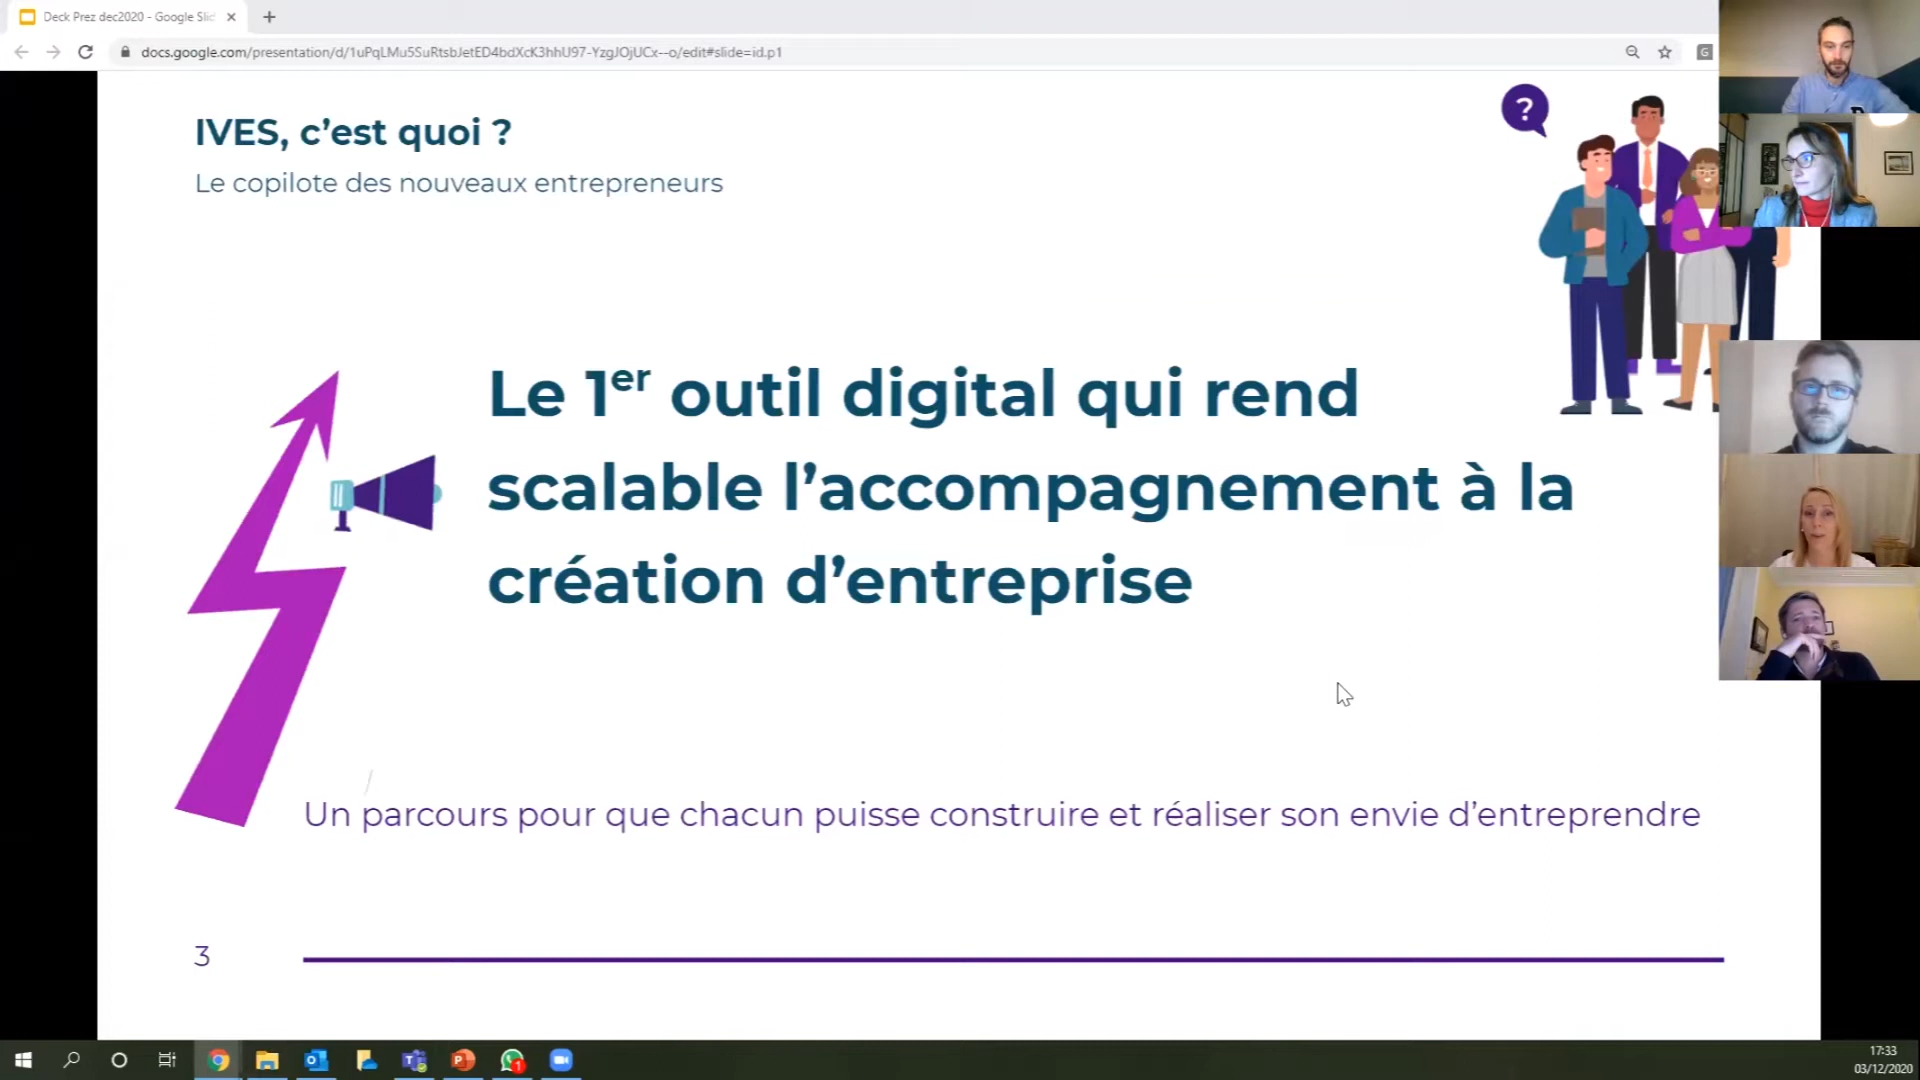 Deck Prez dec2020 - Google Slid
docs.google.com/presentation/d/1uPqLMu5SuRtsbJetED4bdXcK3hhU97-YzgJOjUCx--o/edit#slide=id.p1
IVES, c’est quoi ?
Le copilote des nouveaux entrepreneurs
?
Le 1er outil digital qui rend
scalable l’accompagnement à la
création d’entreprise
Un parcours pour que chacun puisse construire et réaliser son envie d’entreprendre
3
17:33
03/12/2020